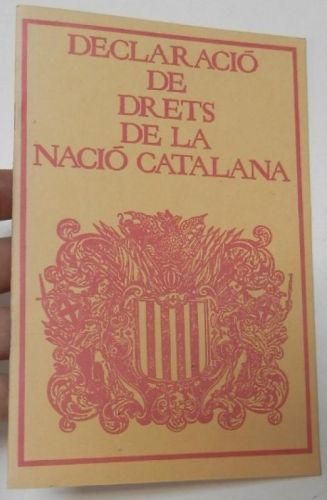 DECLARACIÓ
DE
DRETS
DE LA
NACIÓ CATALANA